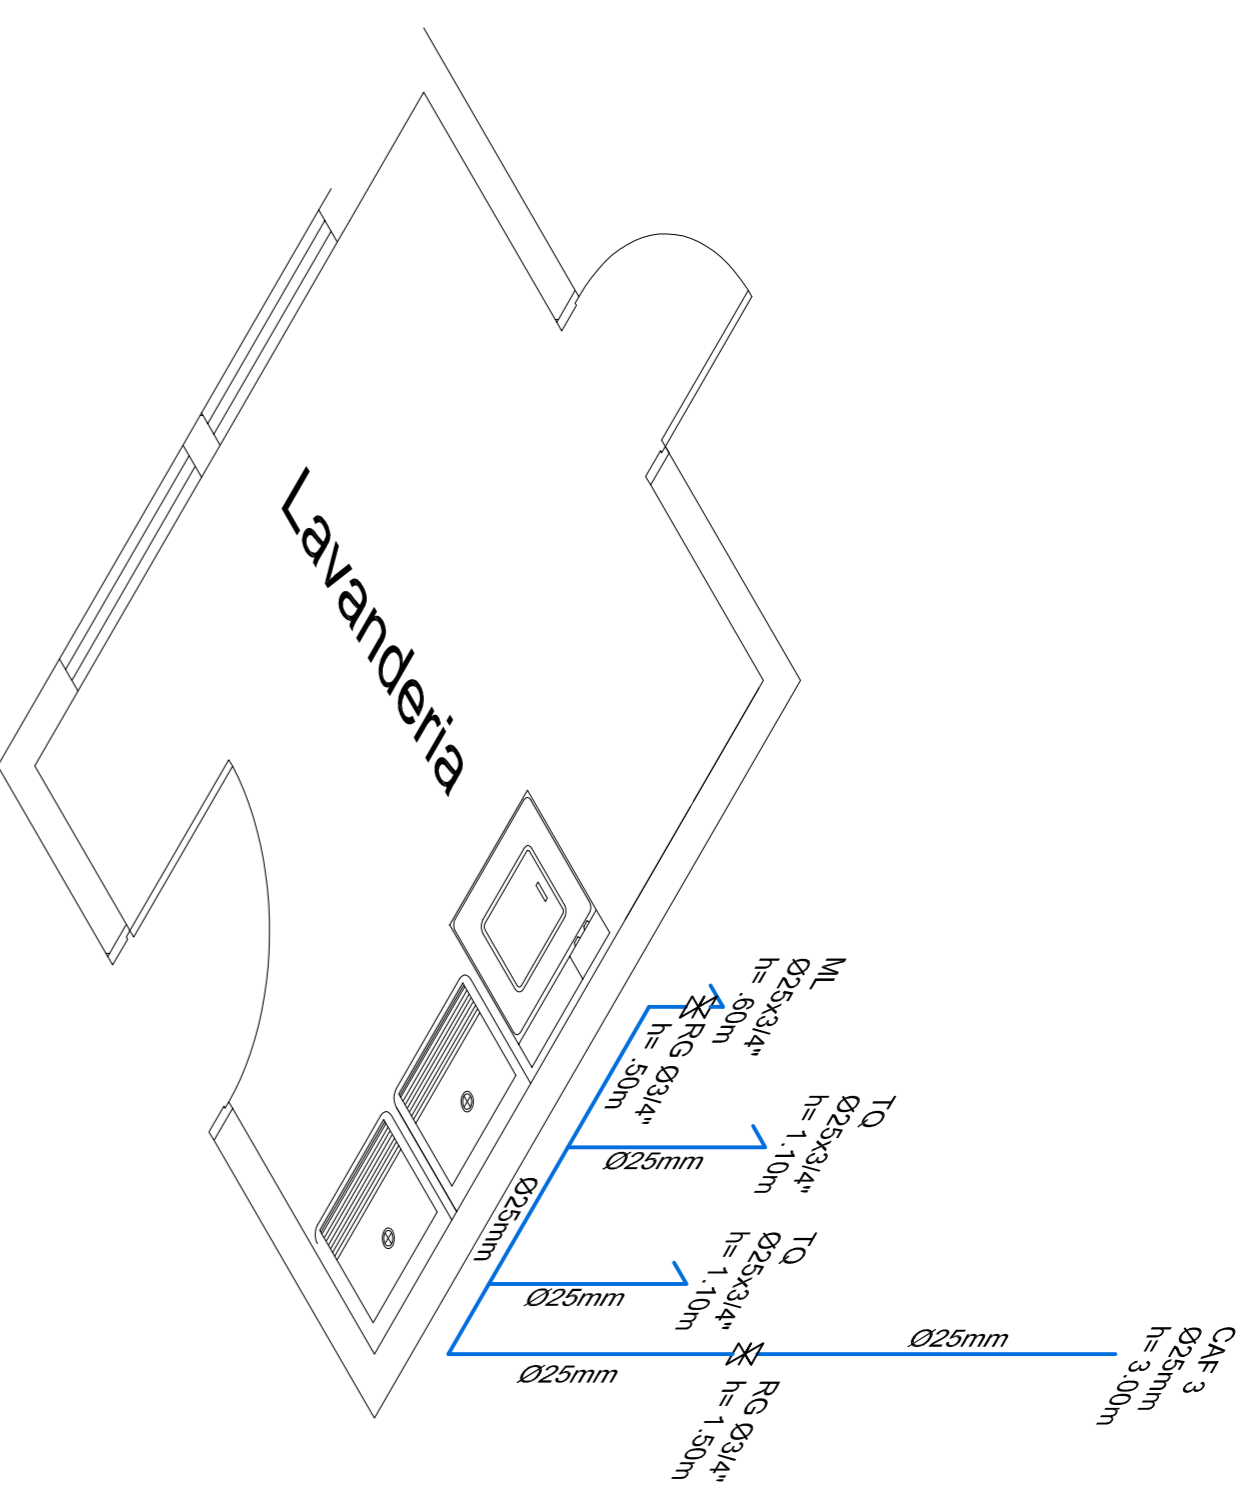 Lavanderia
ML
Ø25x3/4"
h= .60m
RG Ø3/4"
h= .50m
TQ
Ø25x3/4"
h= 1.10m
Ø25mm
Ø25mm
TQ
Ø25x3/4"
h= 1.10m
Ø25mm
CAF 3
Ø25mm
h= 3.00m
Ø25mm
Ø25mm
RG Ø3/4"
h= 1.50m